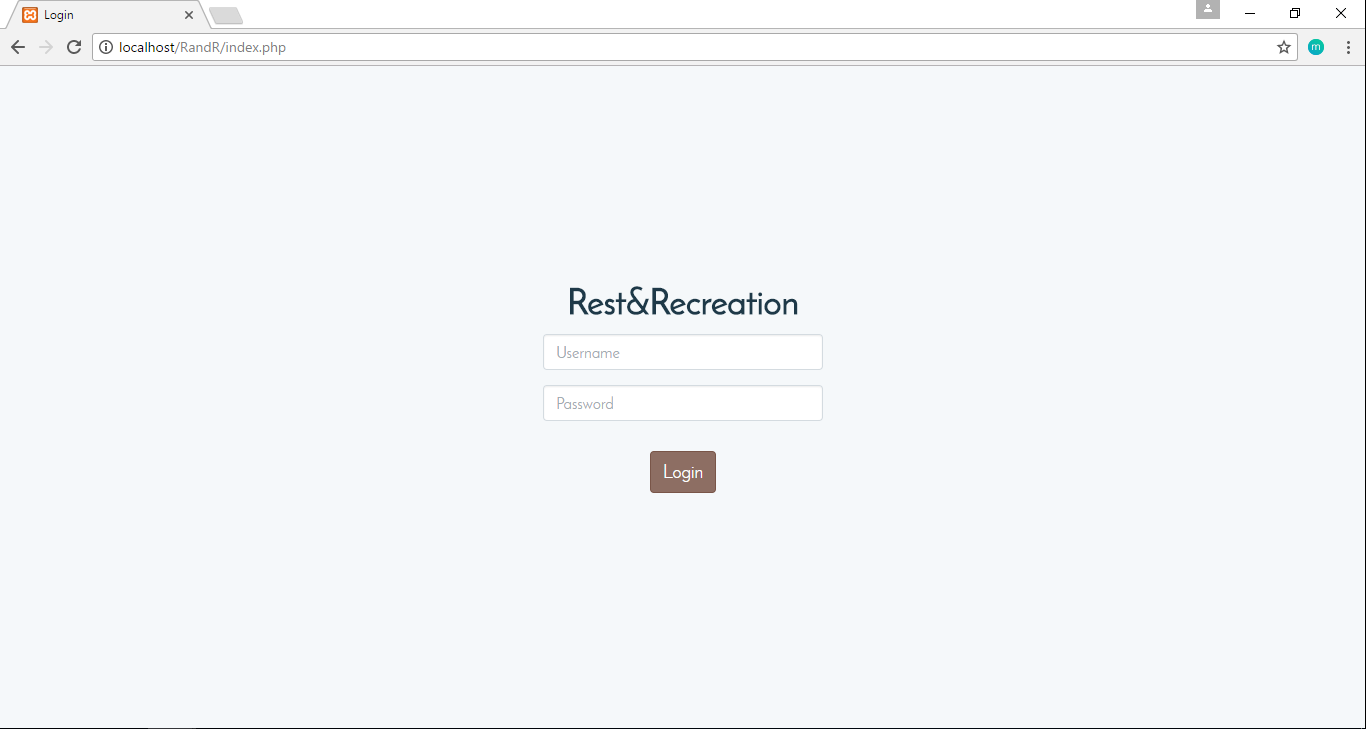 Login
localhost/RandR/index.php
m
Rest&Recreation
Username
Password
Login